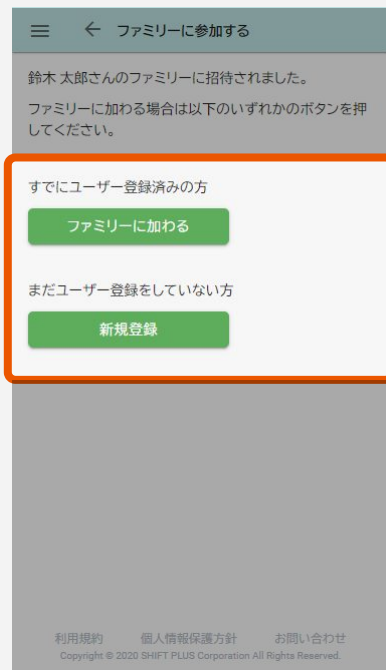 ファミリーに参加する
鈴木 太郎さんのファミリーに招待されました。
ファミリーに加わる場合は以下のいずれかのボタンを押
してください。
すでにユーザー登録済みの方
ファミリーに加わる
まだユーザー登録をしていない方
新規登録
利用規約 個人情報保護方針 お問い合わせ
Copyright © 2020 SHIFT PLUS Corporation All Rights Reserved.